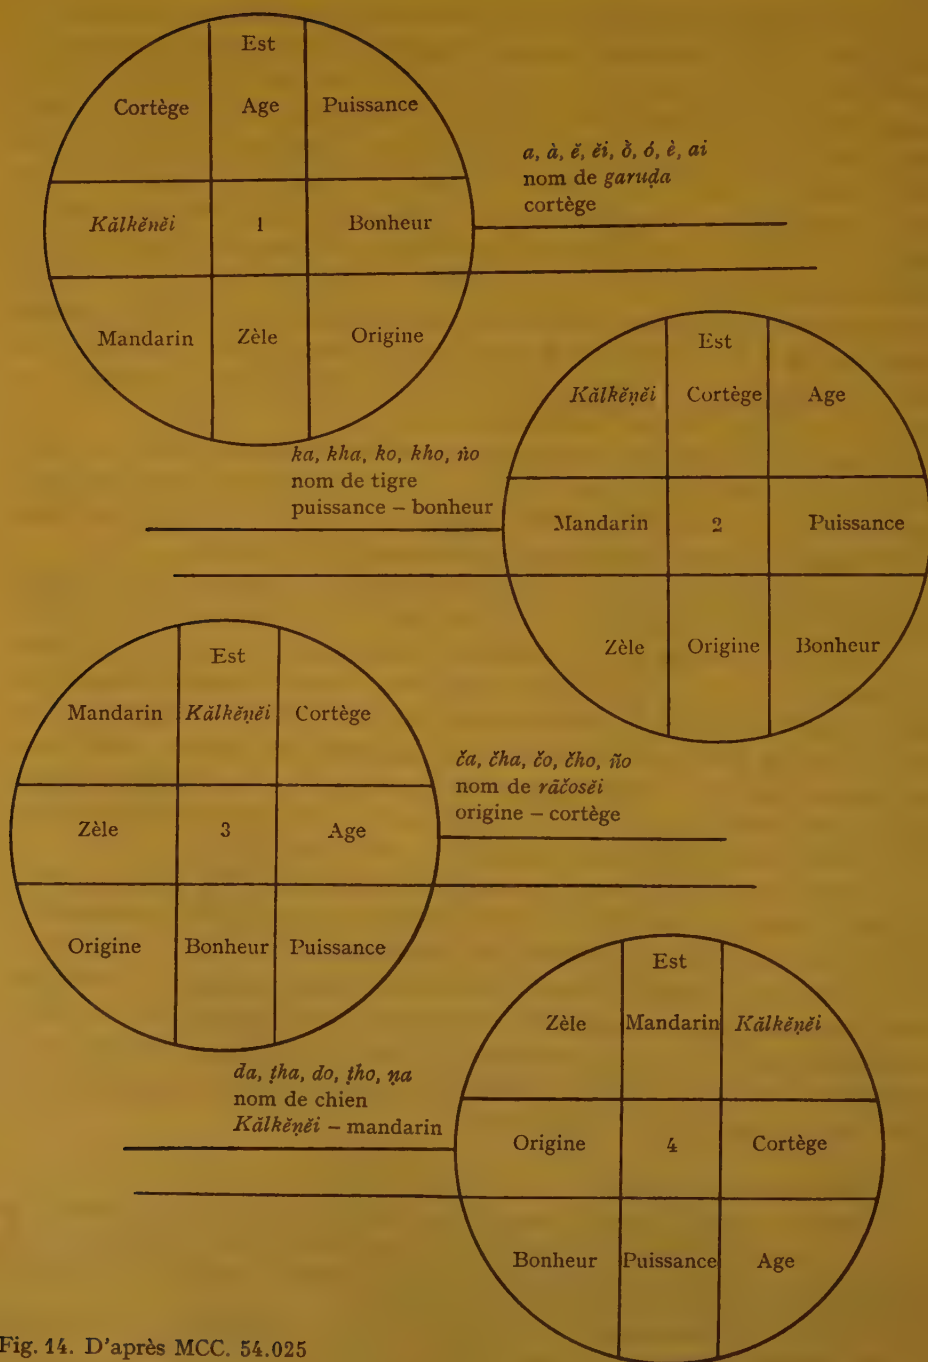 Est
Cortège Age Puissance
a, à, ĕ, ĕi, ŏ, ó, è, ai
nom de garuḍa
cortège
Kălkĕṇĕi 1 Bonheur
Mandarin Zèle Origine
Est
Kălkĕṇĕi Cortège Age
ka, kha, ko, kho, ṅo
nom de tigre
puissance – bonheur
Mandarin 2 Puissance
Zèle Origine Bonheur
Est
Mandarin Kălkĕṇĕi Cortège
ča, čha, čo, čho, ño
nom de răčosĕi
origine – cortège
Zèle 3 Age
Origine Bonheur Puissance
Est
Zèle Mandarin Kălkĕṇĕi
da, ṭha, do, ṭho, ṇa
nom de chien
Kălkĕṇĕi – mandarin
Origine 4 Cortège
Bonheur Puissance Age
Fig. 14. D'après MCC. 54.025